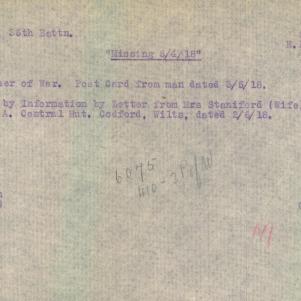 35th Battn.
"Missing 5/4/18"
er of War. Post Card from man dated 3/5/18.
by Information by Letter from Mrs Staniford (Wife
A. Central Hut. Codford, Wilts, dated 2/6/18.
6075